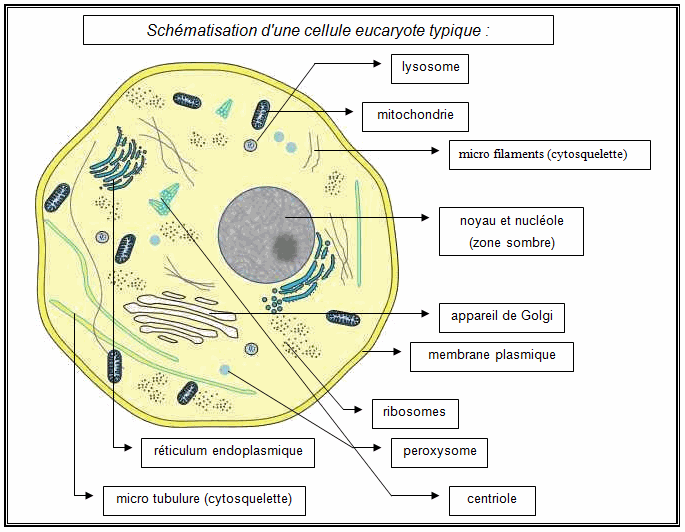 Schématisation d'une cellule eucaryote typique :
lysosome
mitochondrie
micro filaments (cytosquelette)
noyau et nucléole
(zone sombre)
appareil de Golgi
membrane plasmique
ribosomes
réticulum endoplasmique
peroxysome
micro tubulure (cytosquelette)
centriole